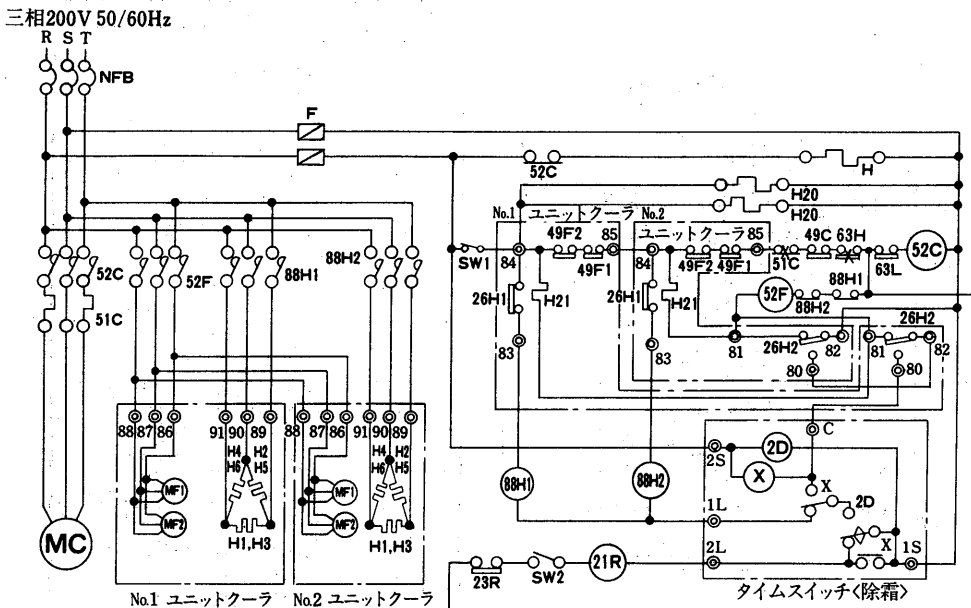 三相200V 50/60Hz
R S T
NFB
F
52C
H
H20
H20
No.1 ユニットクーラ
No.2 ユニットクーラ
SW1
84
49F2
49F1
85
84
49F2
49F1
85
51C
49C
63H
63L
52C
52C
51C
52F
88H1
88H2
26H1
H21
26H1
H21
52F
88H2
88H1
83
83
81
26H2
82
80
81
26H2
82
80
88
87
86
91
90
89
88
87
86
91
90
89
H4
H6
H2
H5
H4
H6
H2
H5
MF1
MF2
H1,H3
MF1
MF2
H1,H3
MC
88H1
88H2
2S
C
2D
X
1L
X
2D
2L
X
1S
23R
SW2
21R
No.1 ユニットクーラ
No.2 ユニットクーラ
タイムスイッチ<除霜>